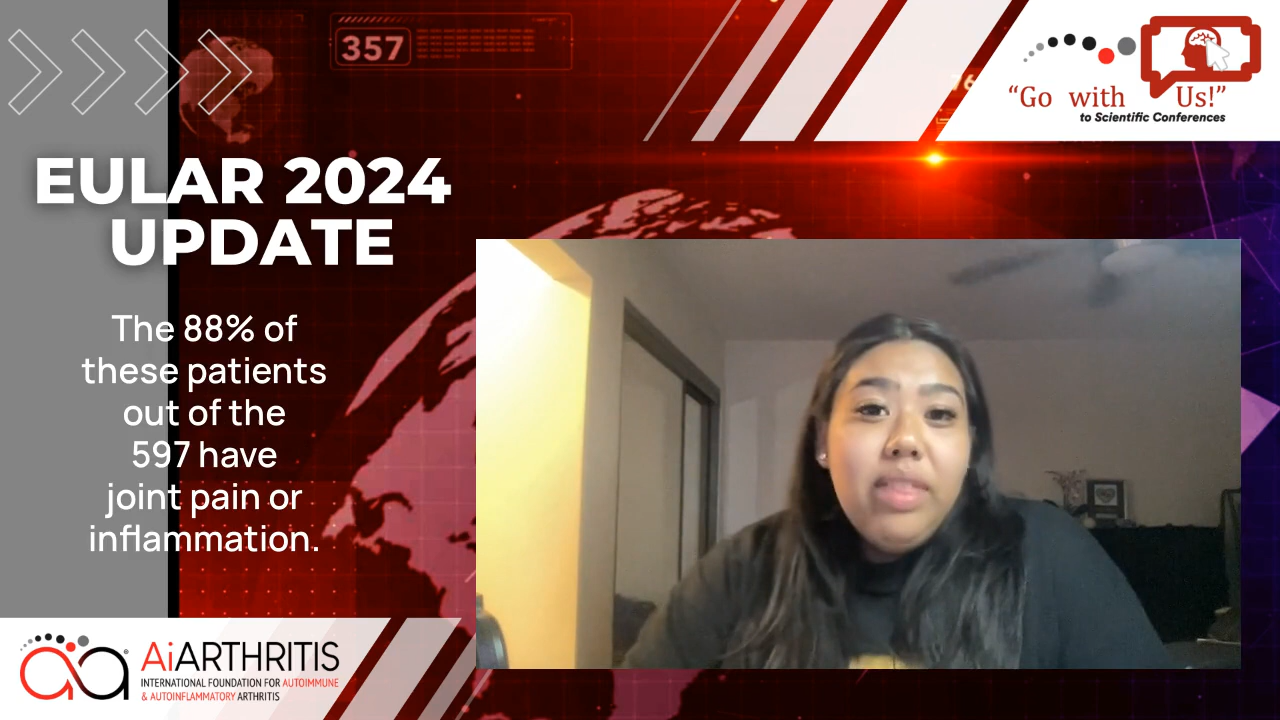 357
76
“Go with Us!”
to Scientific Conferences
EULAR 2024
UPDATE
The 88% of
these patients
out of the
597 have
joint pain or
inflammation.
AiARTHRITIS
INTERNATIONAL FOUNDATION FOR AUTOIMMUNE
& AUTOINFLAMMATORY ARTHRITIS